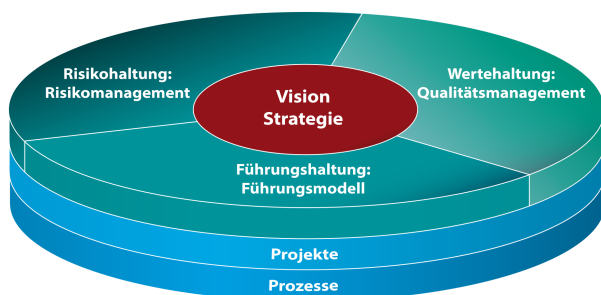 Risikohaltung:
Risikomanagement
Wertehaltung:
Qualitätsmanagement
Vision
Strategie
Führungshaltung:
Führungsmodell
Projekte
Prozesse